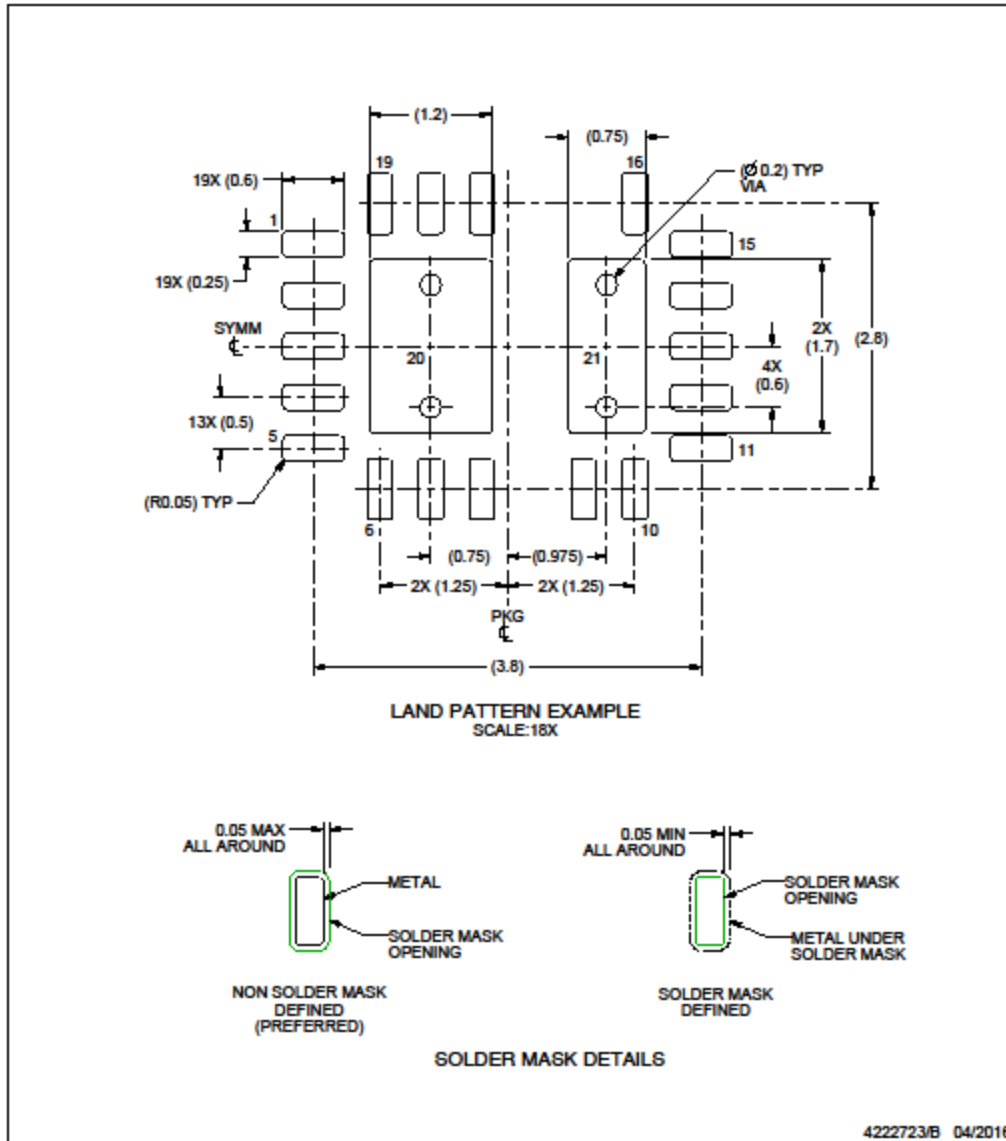 (1.2)
(0.75)
19
16
(Ø 0.2) TYP
VIA
19X (0.6)
1
15
19X (0.25)
SYMM
℄
20
21
2X
(1.7)
(2.8)
4X
(0.6)
13X (0.5)
5
11
(R0.05) TYP
6
10
(0.75)
(0.975)
2X (1.25)
2X (1.25)
PKG
℄
(3.8)
LAND PATTERN EXAMPLE
SCALE:18X
0.05 MAX
ALL AROUND
METAL
SOLDER MASK
OPENING
NON SOLDER MASK
DEFINED
(PREFERRED)
0.05 MIN
ALL AROUND
SOLDER MASK
OPENING
METAL UNDER
SOLDER MASK
SOLDER MASK
DEFINED
SOLDER MASK DETAILS
4222723/B 04/2016